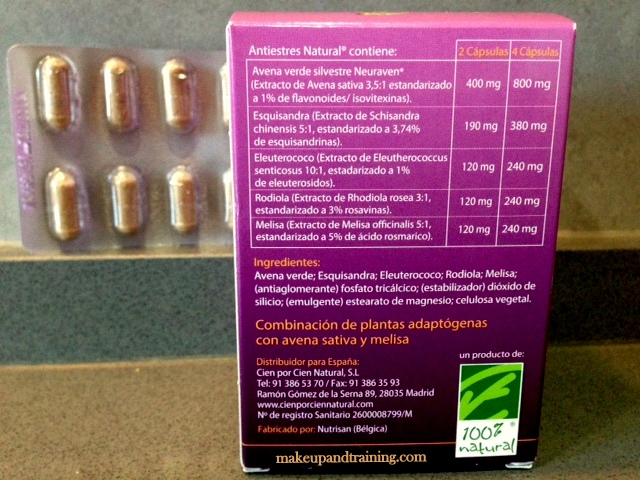 Antiestres Natural® contiene: 2 Cápsulas 4 Cápsulas
Avena verde silvestre Neuraven®
(Extracto de Avena sativa 3,5:1 estandarizado 400 mg 800 mg
a 1% de flavonoides/ isovitexinas).
Esquisandra (Extracto de Schisandra
chinensis 5:1, estandarizado a 3,74% 190 mg 380 mg
de esquisandrinas).
Eleuterococo (Extracto de Eleutherococcus
senticosus 10:1, estadarizado a 1% 120 mg 240 mg
de eleuterosidos).
Rodiola (Extracto de Rhodiola rosea 3:1, 120 mg 240 mg
estandarizado a 3% rosavinas).
Melisa (Extracto de Melisa officinalis 5:1, 120 mg 240 mg
estandarizado a 5% de ácido rosmarico).
Ingredientes:
Avena verde; Esquisandra; Eleuterococo; Rodiola; Melisa;
(antiaglomerante) fosfato tricálcico; (estabilizador) dióxido de
silicio; (emulgente) estearato de magnesio; celulosa vegetal.
Combinación de plantas adaptógenas
con avena sativa y melisa
Distribuidor para España:
Cien por Cien Natural, S.L
Tel: 91 386 53 70 / Fax: 91 386 35 93
Ramón Gómez de la Serna 89, 28035 Madrid
www.cienporciennatural.com
Nº de registro Sanitario 2600008799/M
Fabricado por: Nutrisan (Bélgica)
un producto de:
100%
natural®
makeupandtraining.com